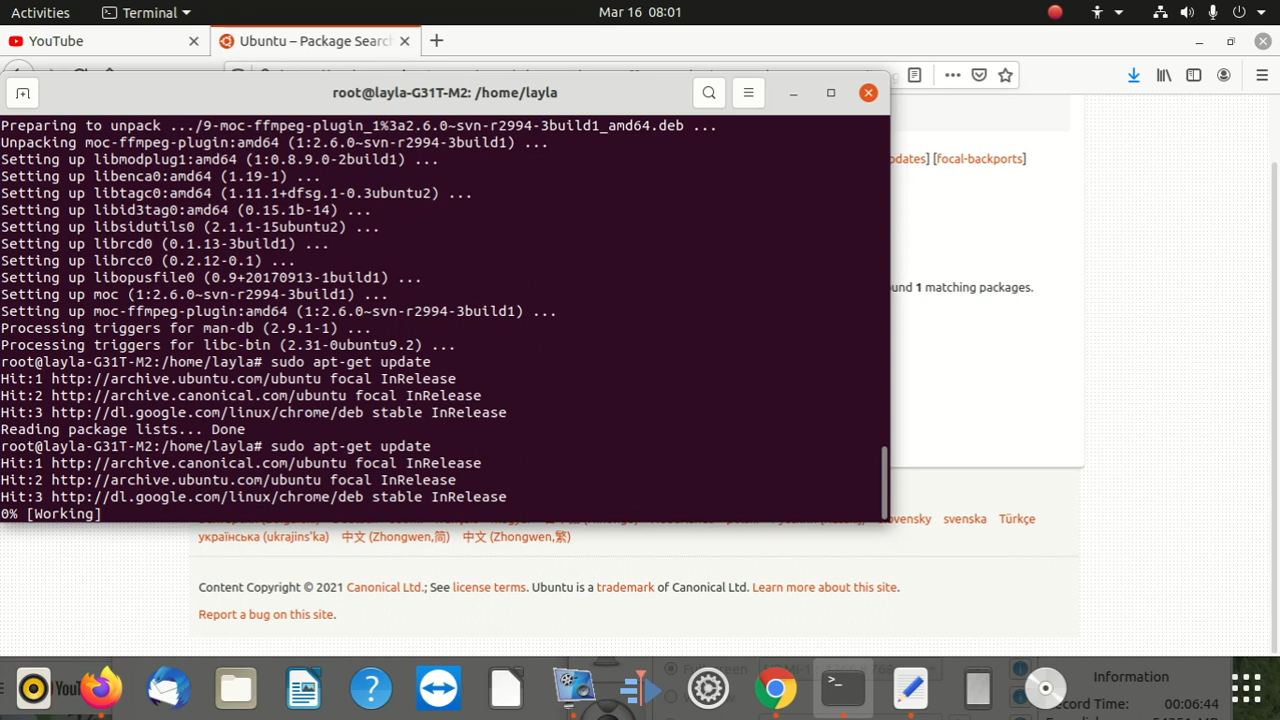 Activities
Terminal
Mar 16 08:01
YouTube
Ubuntu – Package Searc
root@layla-G31T-M2: /home/layla
Preparing to unpack .../9-moc-ffmpeg-plugin_1%3a2.6.0~svn-r2994-3build1_amd64.deb ...
Unpacking moc-ffmpeg-plugin:amd64 (1:2.6.0~svn-r2994-3build1) ...
Setting up libmodplug1:amd64 (1:0.8.9.0-2build1) ...
Setting up libenca0:amd64 (1.19-1) ...
Setting up libtagc0:amd64 (1.11.1+dfsg.1-0.3ubuntu2) ...
Setting up libid3tag0:amd64 (0.15.1b-14) ...
Setting up libsidutils0 (2.1.1-15ubuntu2) ...
Setting up librcd0 (0.1.13-3build1) ...
Setting up librcc0 (0.2.12-0.1) ...
Setting up libopusfile0 (0.9+20170913-1build1) ...
Setting up moc (1:2.6.0~svn-r2994-3build1) ...
Setting up moc-ffmpeg-plugin:amd64 (1:2.6.0~svn-r2994-3build1) ...
Processing triggers for man-db (2.9.1-1) ...
Processing triggers for libc-bin (2.31-0ubuntu9.2) ...
root@layla-G31T-M2:/home/layla# sudo apt-get update
Hit:1 http://archive.ubuntu.com/ubuntu focal InRelease
Hit:2 http://archive.canonical.com/ubuntu focal InRelease
Hit:3 http://dl.google.com/linux/chrome/deb stable InRelease
Reading package lists... Done
root@layla-G31T-M2:/home/layla# sudo apt-get update
Hit:1 http://archive.canonical.com/ubuntu focal InRelease
Hit:2 http://archive.ubuntu.com/ubuntu focal InRelease
Hit:3 http://dl.google.com/linux/chrome/deb stable InRelease
0% [Working]
pdates] [focal-backports]
und 1 matching packages.
ovensky svenska Türkçe
українська (ukrajins'ka) 中文 (Zhongwen,简) 中文 (Zhongwen,繁)
Content Copyright © 2021 Canonical Ltd.; See license terms. Ubuntu is a trademark of Canonical Ltd. Learn more about this site.
Report a bug on this site.
Information
ecord Time: 00:06:44